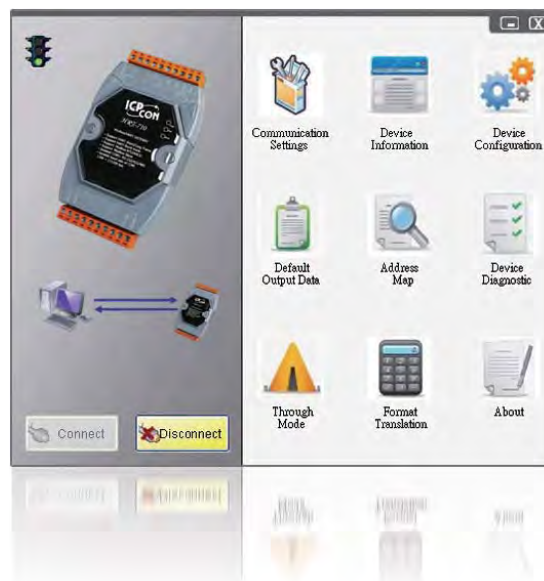 ICP
CON
Communication
Settings
Device
Information
Device
Configuration
Default
Output Data
Address
Map
Device
Diagnostic
Through
Mode
Format
Translation
About
Connect
Disconnect